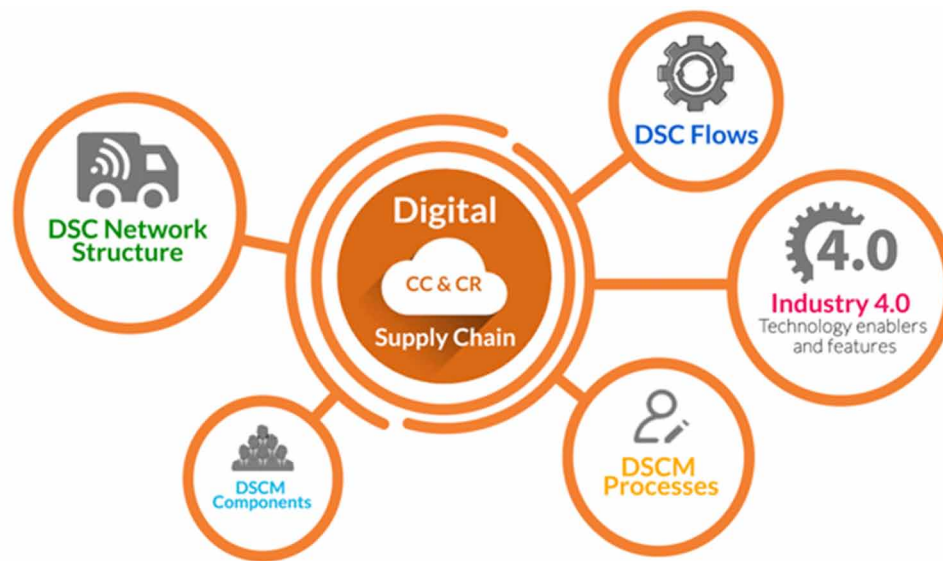 DSC Flows
DSC Network
Structure
Digital
CC & CR
Supply Chain
4.0
Industry 4.0
Technology enablers
and features
DSCM
Components
DSCM
Processes